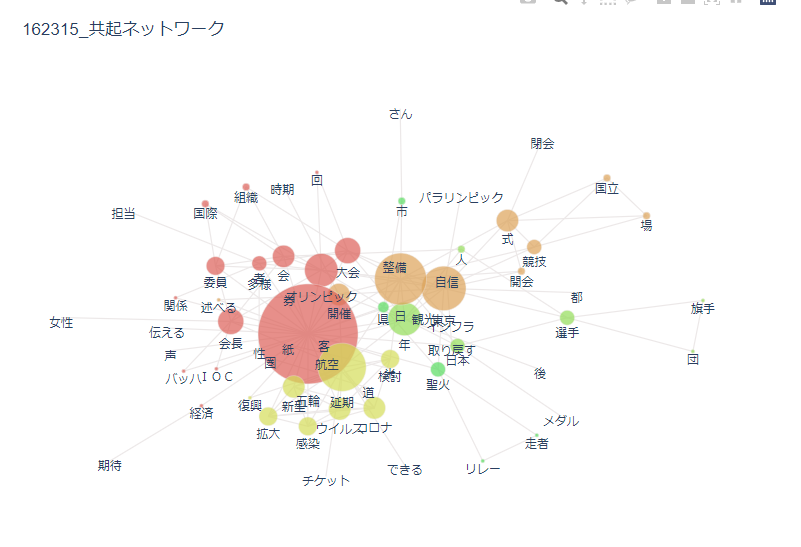 162315_共起ネットワーク
さん
閉会
回
時期
組織
国立
パラリンピック
担当
国際
市
場
式
人
競技
会
大会
整備
者
多様
委員
自信
開会
オリンピック
都
関係
述べる
旗手
開催
県
日
観光
東京
女性
インフラ
伝える
会長
選手
年
客
紙
性
声
圏
取り戻す
団
日本
航空
バッハ
ＩＯＣ
検討
後
聖火
道
復興
五輪
延期
新型
経済
メダル
ウイルス
コロナ
拡大
感染
走者
期待
できる
リレー
チケット